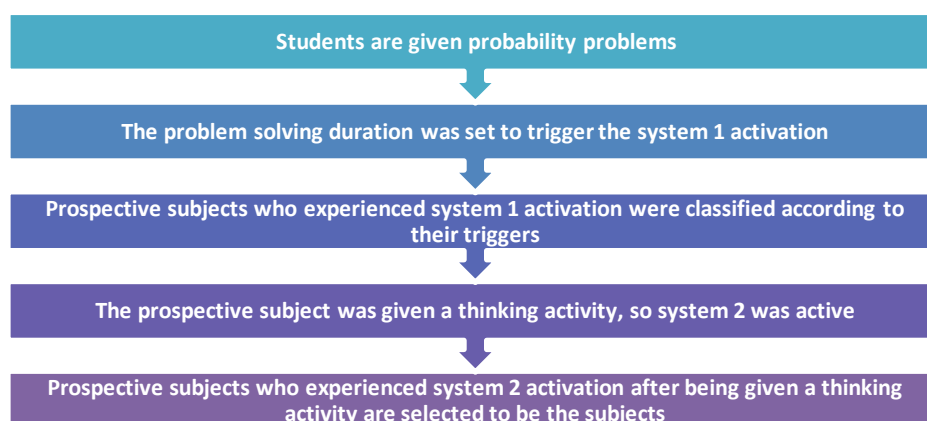 Students are given probability problems
The problem solving duration was set to trigger the system 1 activation
Prospective subjects who experienced system 1 activation were classified according to
their triggers
The prospective subject was given a thinking activity, so system 2 was active
Prospective subjects who experienced system 2 activation after being given a thinking
activity are selected to be the subjects